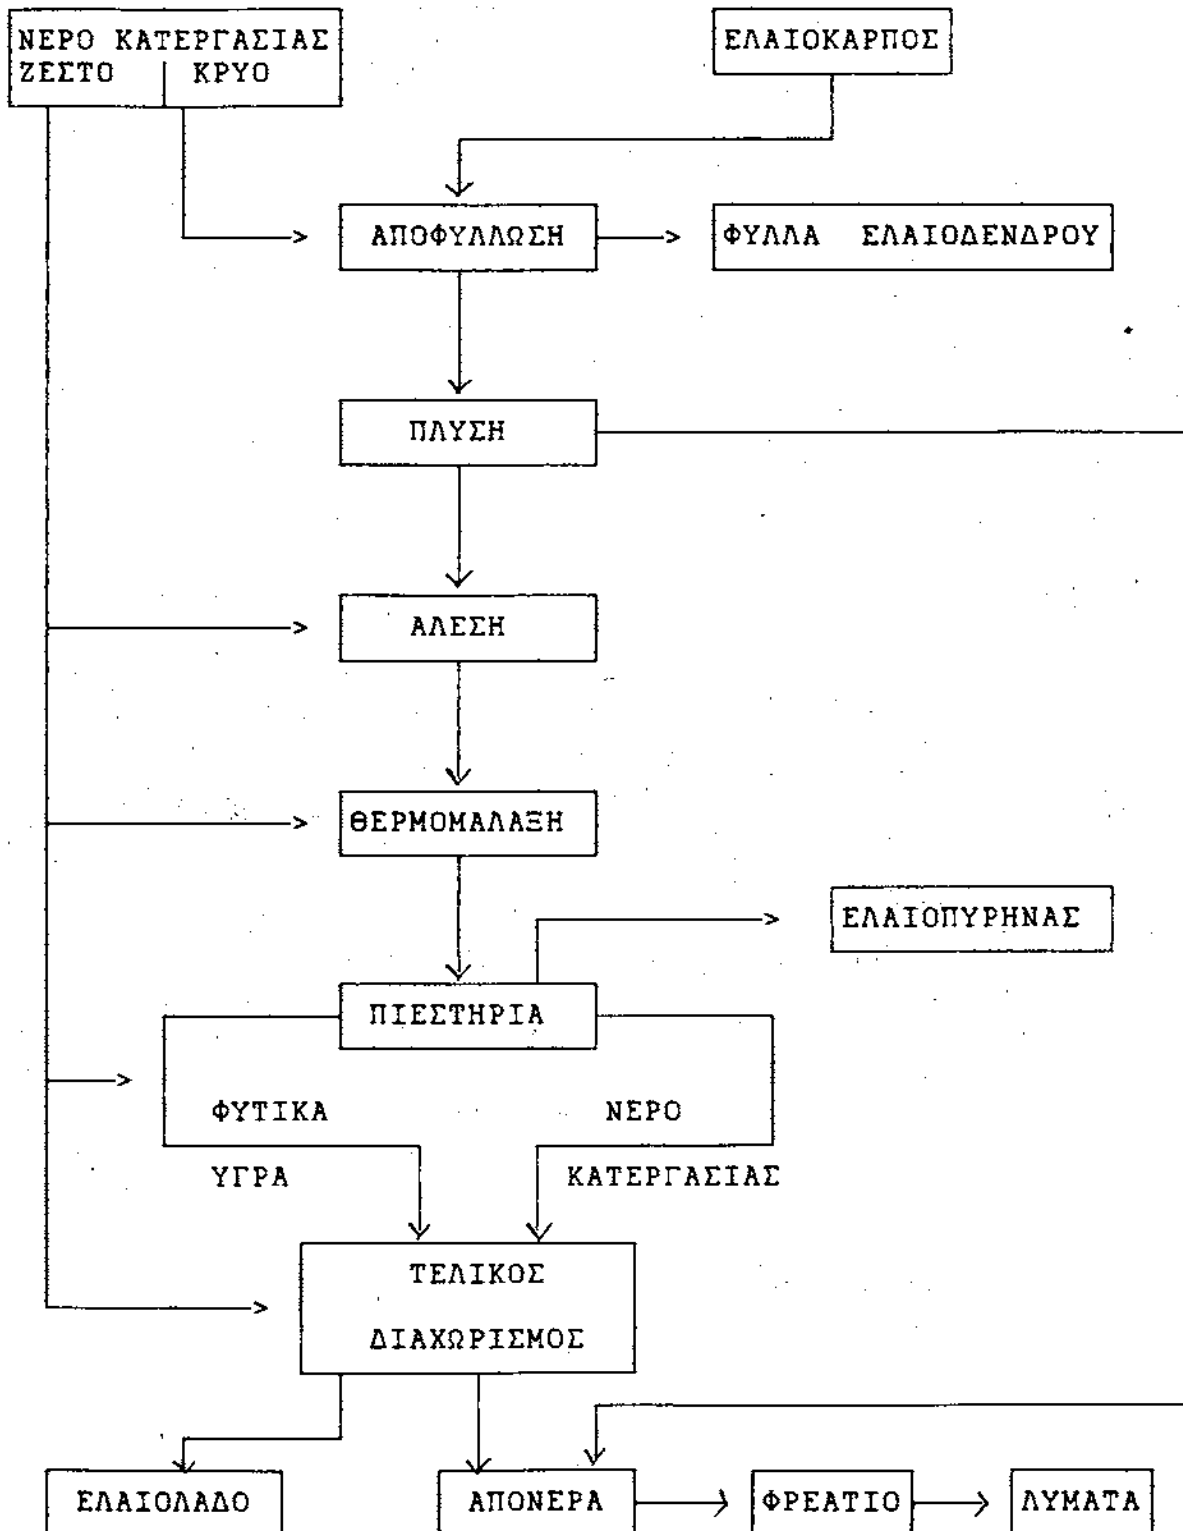 ΝΕΡΟ ΚΑΤΕΡΓΑΣΙΑΣ
ΖΕΣΤΟ ΚΡΥΟ
ΕΛΑΙΟΚΑΡΠΟΣ
ΑΠΟΦΥΛΛΩΣΗ
ΦΥΛΛΑ ΕΛΑΙΟΔΕΝΔΡΟΥ
ΠΛΥΣΗ
ΑΛΕΣΗ
ΘΕΡΜΟΜΑΛΑΞΗ
ΕΛΑΙΟΠΥΡΗΝΑΣ
ΠΙΕΣΤΗΡΙΑ
ΦΥΤΙΚΑ
ΥΓΡΑ
ΝΕΡΟ
ΚΑΤΕΡΓΑΣΙΑΣ
ΤΕΛΙΚΟΣ
ΔΙΑΧΩΡΙΣΜΟΣ
ΕΛΑΙΟΛΑΔΟ
ΑΠΟΝΕΡΑ
ΦΡΕΑΤΙΟ
ΛΥΜΑΤΑ